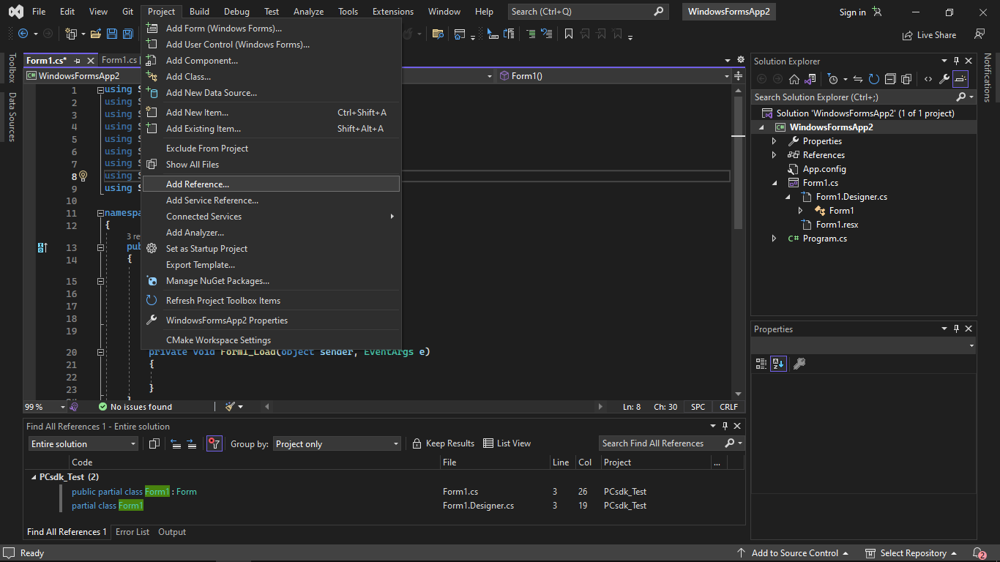 File Edit View Git Project Build Debug Test Analyze Tools Extensions Window Help Search (Ctrl+Q) WindowsFormsApp2 Sign in
Live Share
Toolbox
Data Sources
Form1.cs* Form1.cs
WindowsFormsApp2 Form1()
Add Form (Windows Forms)...
Add User Control (Windows Forms)...
Add Component...
Add Class...
Add New Data Source...
Add New Item... Ctrl+Shift+A
Add Existing Item... Shift+Alt+A
Exclude From Project
Show All Files
Add Reference...
Add Service Reference...
Connected Services
Add Analyzer...
Set as Startup Project
Export Template...
Manage NuGet Packages...
Refresh Project Toolbox Items
WindowsFormsApp2 Properties
CMake Workspace Settings
1 using
2 using
3 using
4 using
5 using
6 using
7 using
8 using
9 using
10
11 namespa
12 {
3 re
13 pub
14 {
15
16
17
18
19
20 private void Form1_Load(object sender, EventArgs e)
21 {
22
23 }
99 % No issues found Ln: 8 Ch: 30 SPC CRLF
Find All References 1 - Entire solution
Entire solution Group by: Project only Keep Results List View Search Find All References
Code File Line Col Project ...
PCsdk_Test (2)
public partial class Form1 : Form Form1.cs 3 26 PCsdk_Test
partial class Form1 Form1.Designer.cs 3 19 PCsdk_Test
Find All References 1 Error List Output
Solution Explorer
Search Solution Explorer (Ctrl+;)
Solution 'WindowsFormsApp2' (1 of 1 project)
C# WindowsFormsApp2
Properties
References
App.config
Form1.cs
Form1.Designer.cs
Form1
Form1.resx
C# Program.cs
Properties
Notifications
Ready Add to Source Control Select Repository 2